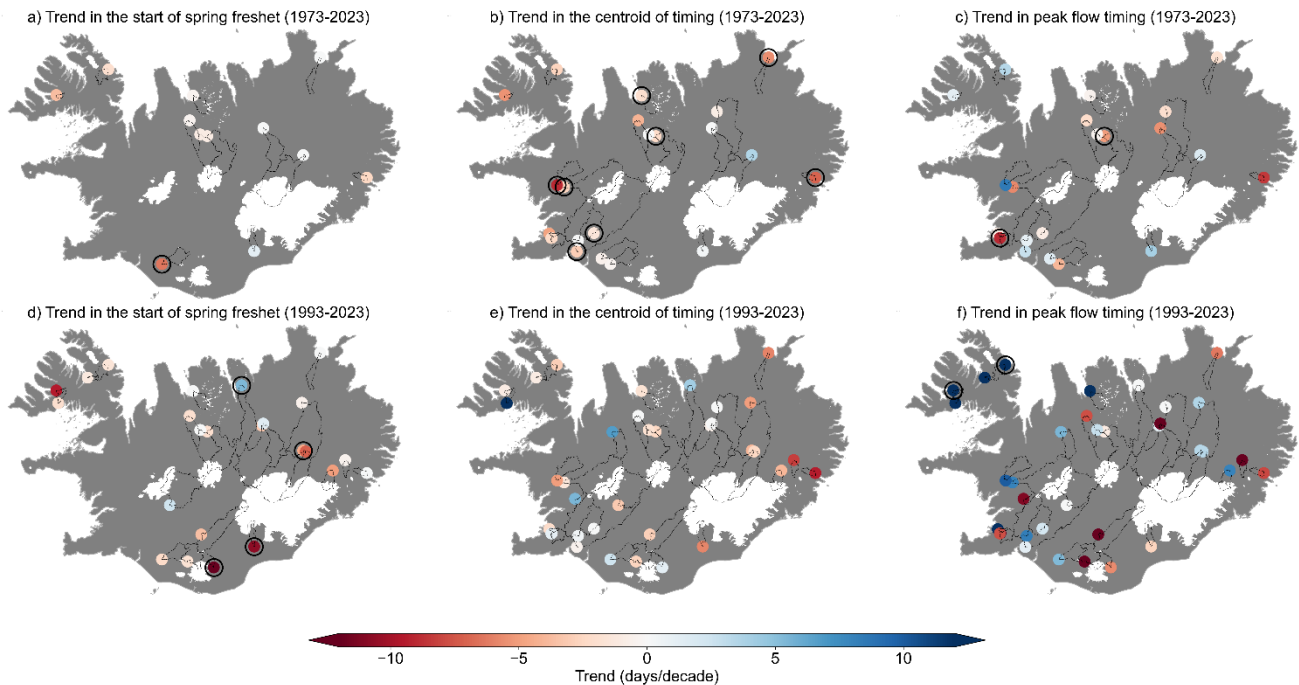 a) Trend in the start of spring freshet (1973-2023)
b) Trend in the centroid of timing (1973-2023)
c) Trend in peak flow timing (1973-2023)
d) Trend in the start of spring freshet (1993-2023)
e) Trend in the centroid of timing (1993-2023)
f) Trend in peak flow timing (1993-2023)
−10 −5 0 5 10
Trend (days/decade)